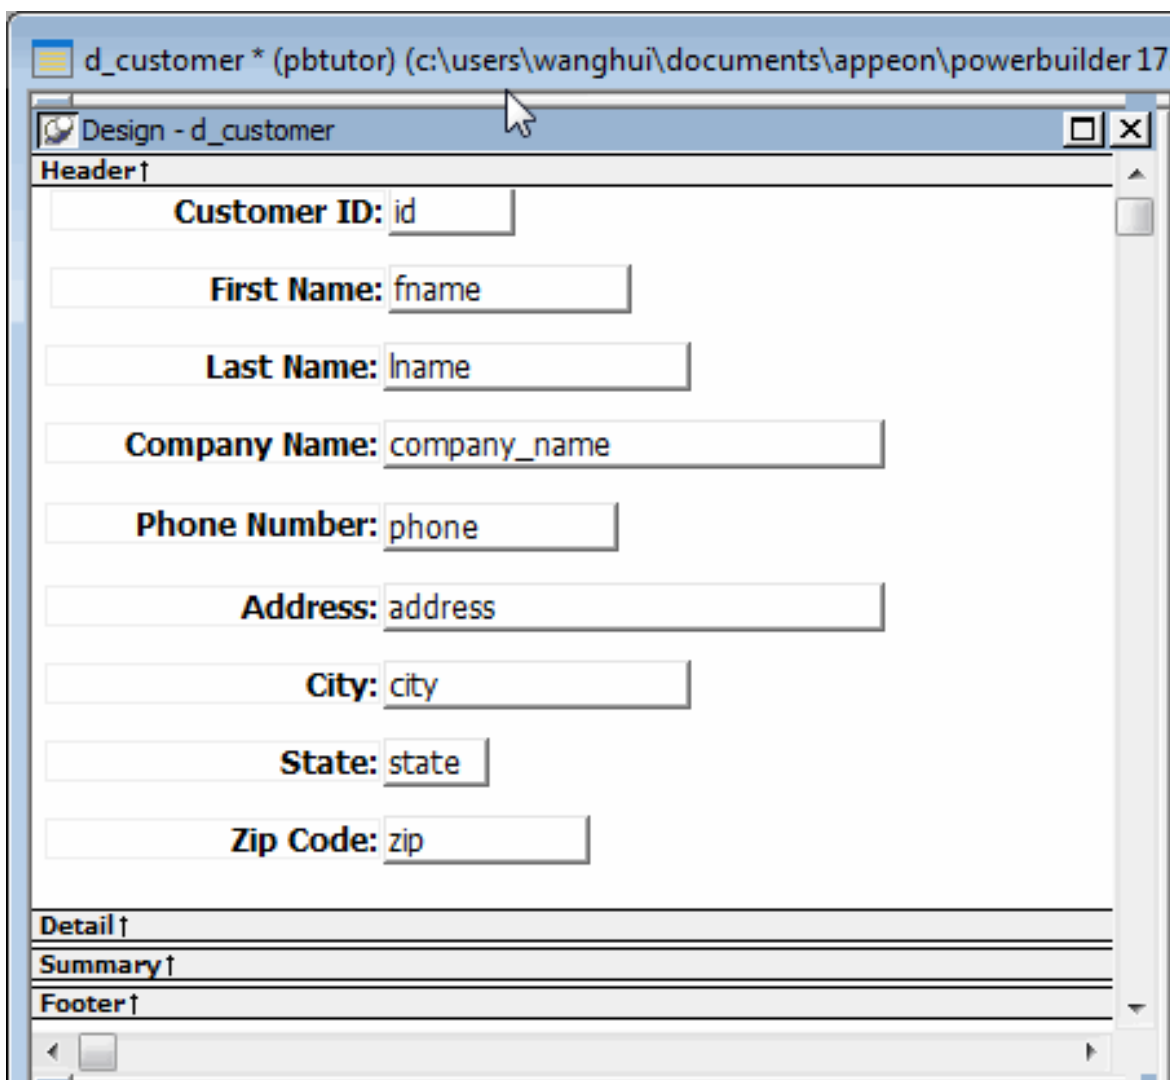 d_customer * (pbtutor) (c:\users\wanghui\documents\appeon\powerbuilder 17
Design - d_customer
Header↑
Customer ID: id
First Name: fname
Last Name: lname
Company Name: company_name
Phone Number: phone
Address: address
City: city
State: state
Zip Code: zip
Detail↑
Summary↑
Footer↑